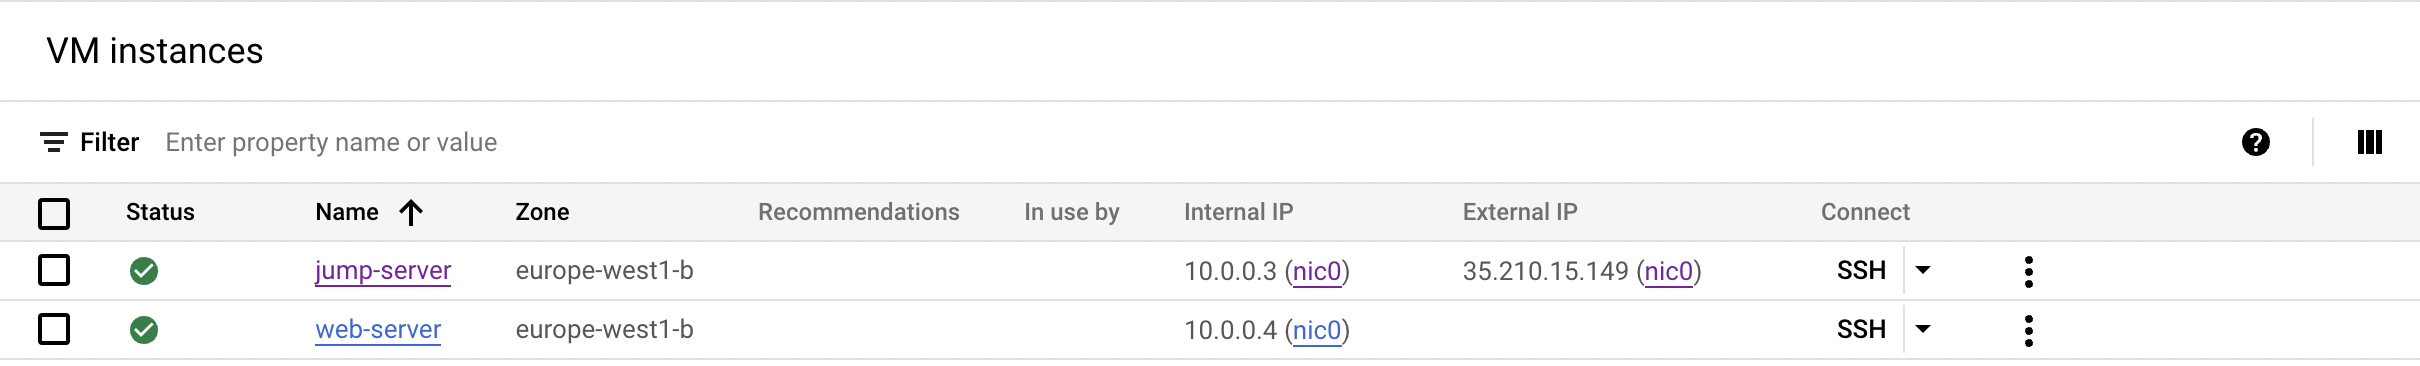 VM instances
Filter Enter property name or value
Status Name Zone Recommendations In use by Internal IP External IP Connect
jump-server europe-west1-b 10.0.0.3 (nic0) 35.210.15.149 (nic0) SSH
web-server europe-west1-b 10.0.0.4 (nic0) SSH